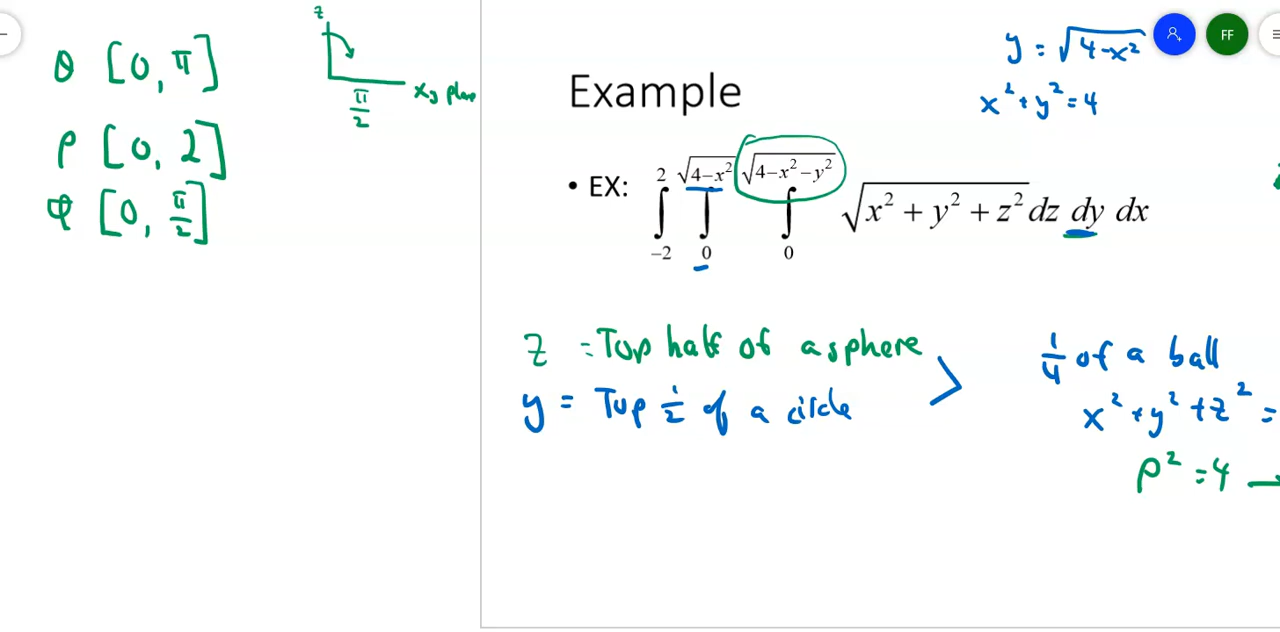 θ [0, π]
ρ [0, 2]
φ [0, π/2]
z
xy plane
π/2
y = √(4-x²)
x² + y² = 4
FF
Example
• EX: ∫_{-2}^{2} ∫_{0}^{√(4-x²)} ∫_{0}^{√(4-x²-y²)} √(x² + y² + z²) dz dy dx
z = Top half of a sphere
y = Top ½ of a circle
>
¼ of a ball
x² + y² + z² =
ρ² = 4 →